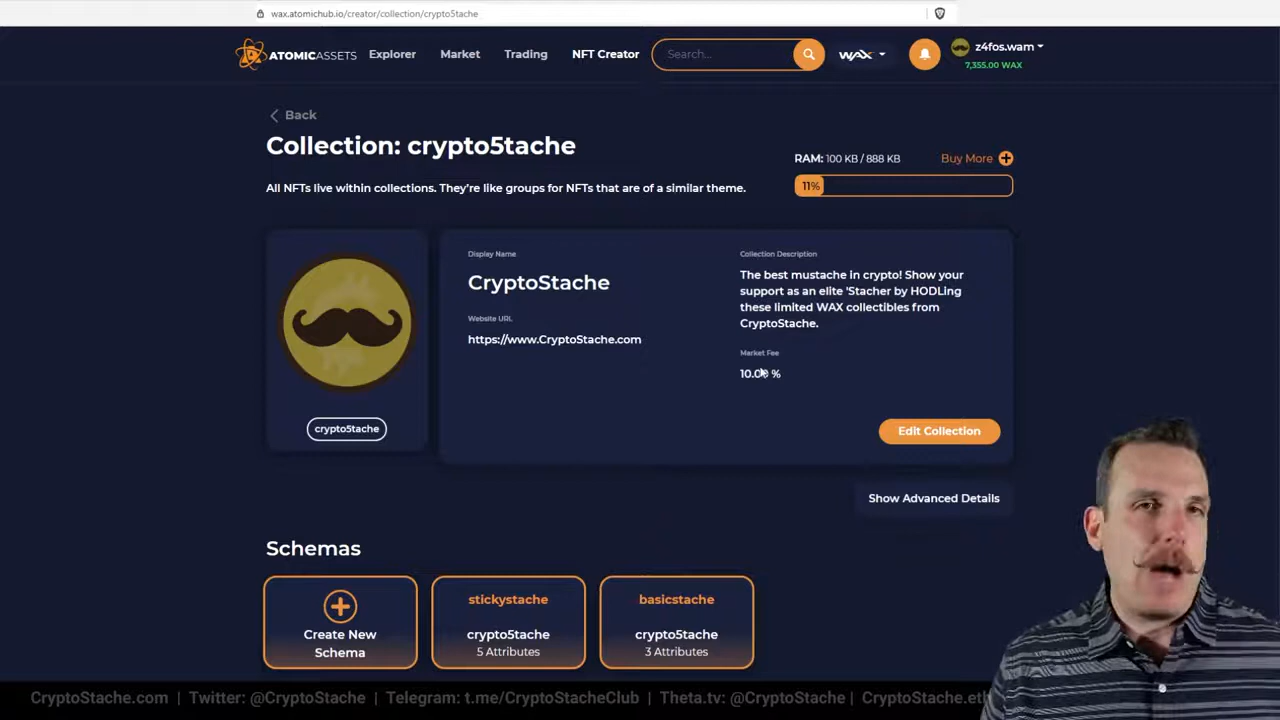 wax.atomichub.io/creator/collection/crypto5tache
ATOMICASSETS Explorer Market Trading NFT Creator Search... WAX z4fos.wam
7,355.00 WAX
Back
Collection: crypto5tache
RAM: 100 KB / 888 KB Buy More
All NFTs live within collections. They're like groups for NFTs that are of a similar theme.
11%
Display Name
CryptoStache
Website URL
https://www.CryptoStache.com
Collection Description
The best mustache in crypto! Show your
support as an elite 'Stacher by HODLing
these limited WAX collectibles from
CryptoStache.
Market Fee
10.00 %
crypto5tache
Edit Collection
Show Advanced Details
Schemas
Create New
Schema
stickystache
crypto5tache
5 Attributes
basicstache
crypto5tache
3 Attributes
CryptoStache.com | Twitter: @CryptoStache | Telegram: t.me/CryptoStacheClub | Theta.tv: @CryptoStache | CryptoStache.eth